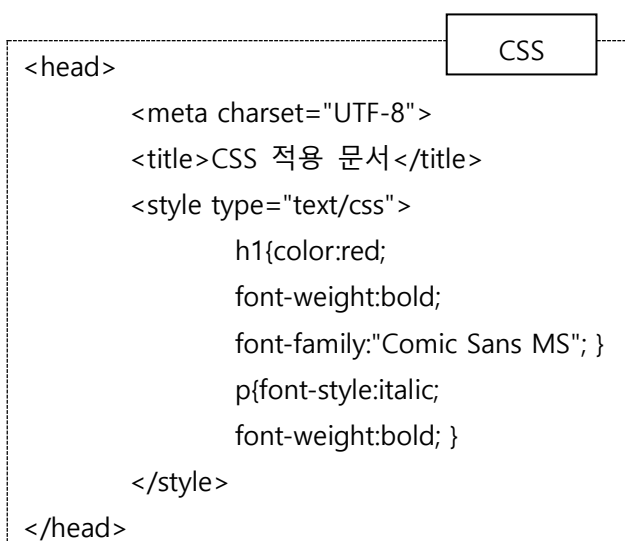 CSS
<head>
<meta charset="UTF-8">
<title>CSS 적용 문서</title>
<style type="text/css">
h1{color:red;
font-weight:bold;
font-family:"Comic Sans MS"; }
p{font-style:italic;
font-weight:bold; }
</style>
</head>